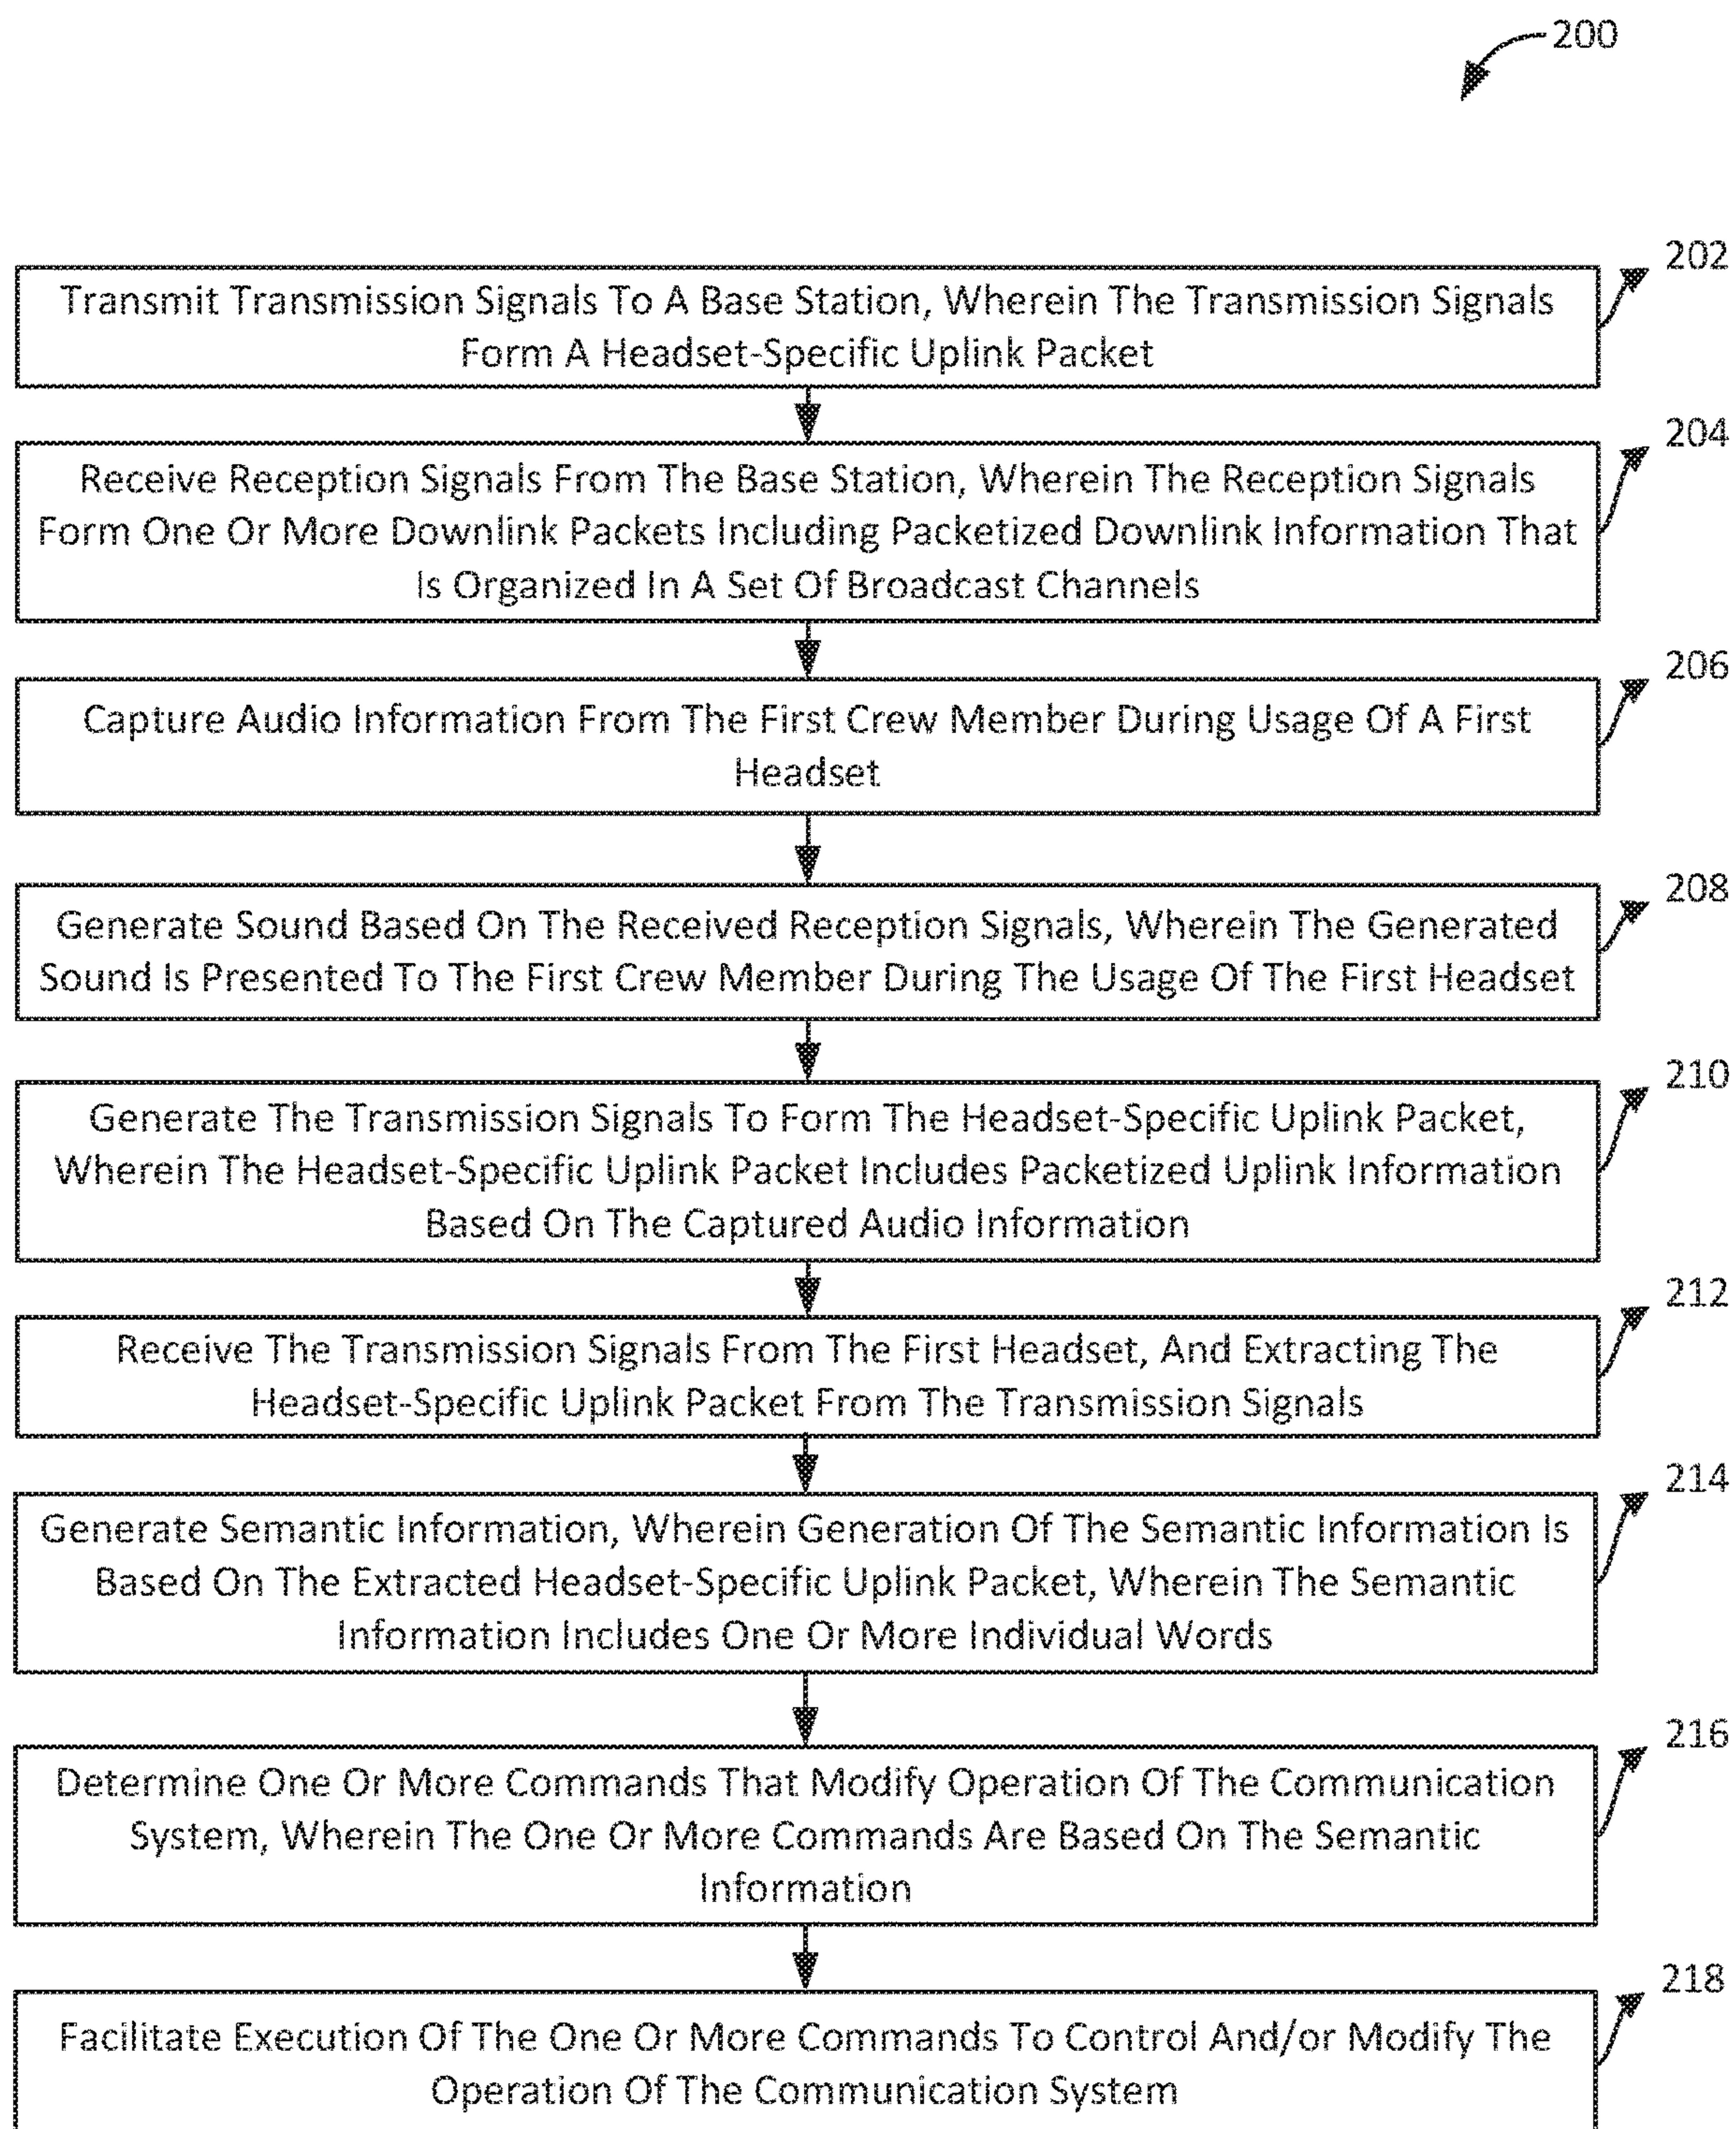 200
202
Transmit Transmission Signals To A Base Station, Wherein The Transmission Signals
Form A Headset-Specific Uplink Packet
204
Receive Reception Signals From The Base Station, Wherein The Reception Signals
Form One Or More Downlink Packets Including Packetized Downlink Information That
Is Organized In A Set Of Broadcast Channels
206
Capture Audio Information From The First Crew Member During Usage Of A First
Headset
208
Generate Sound Based On The Received Reception Signals, Wherein The Generated
Sound Is Presented To The First Crew Member During The Usage Of The First Headset
210
Generate The Transmission Signals To Form The Headset-Specific Uplink Packet,
Wherein The Headset-Specific Uplink Packet Includes Packetized Uplink Information
Based On The Captured Audio Information
212
Receive The Transmission Signals From The First Headset, And Extracting The
Headset-Specific Uplink Packet From The Transmission Signals
214
Generate Semantic Information, Wherein Generation Of The Semantic Information Is
Based On The Extracted Headset-Specific Uplink Packet, Wherein The Semantic
Information Includes One Or More Individual Words
216
Determine One Or More Commands That Modify Operation Of The Communication
System, Wherein The One Or More Commands Are Based On The Semantic
Information
218
Facilitate Execution Of The One Or More Commands To Control And/or Modify The
Operation Of The Communication System